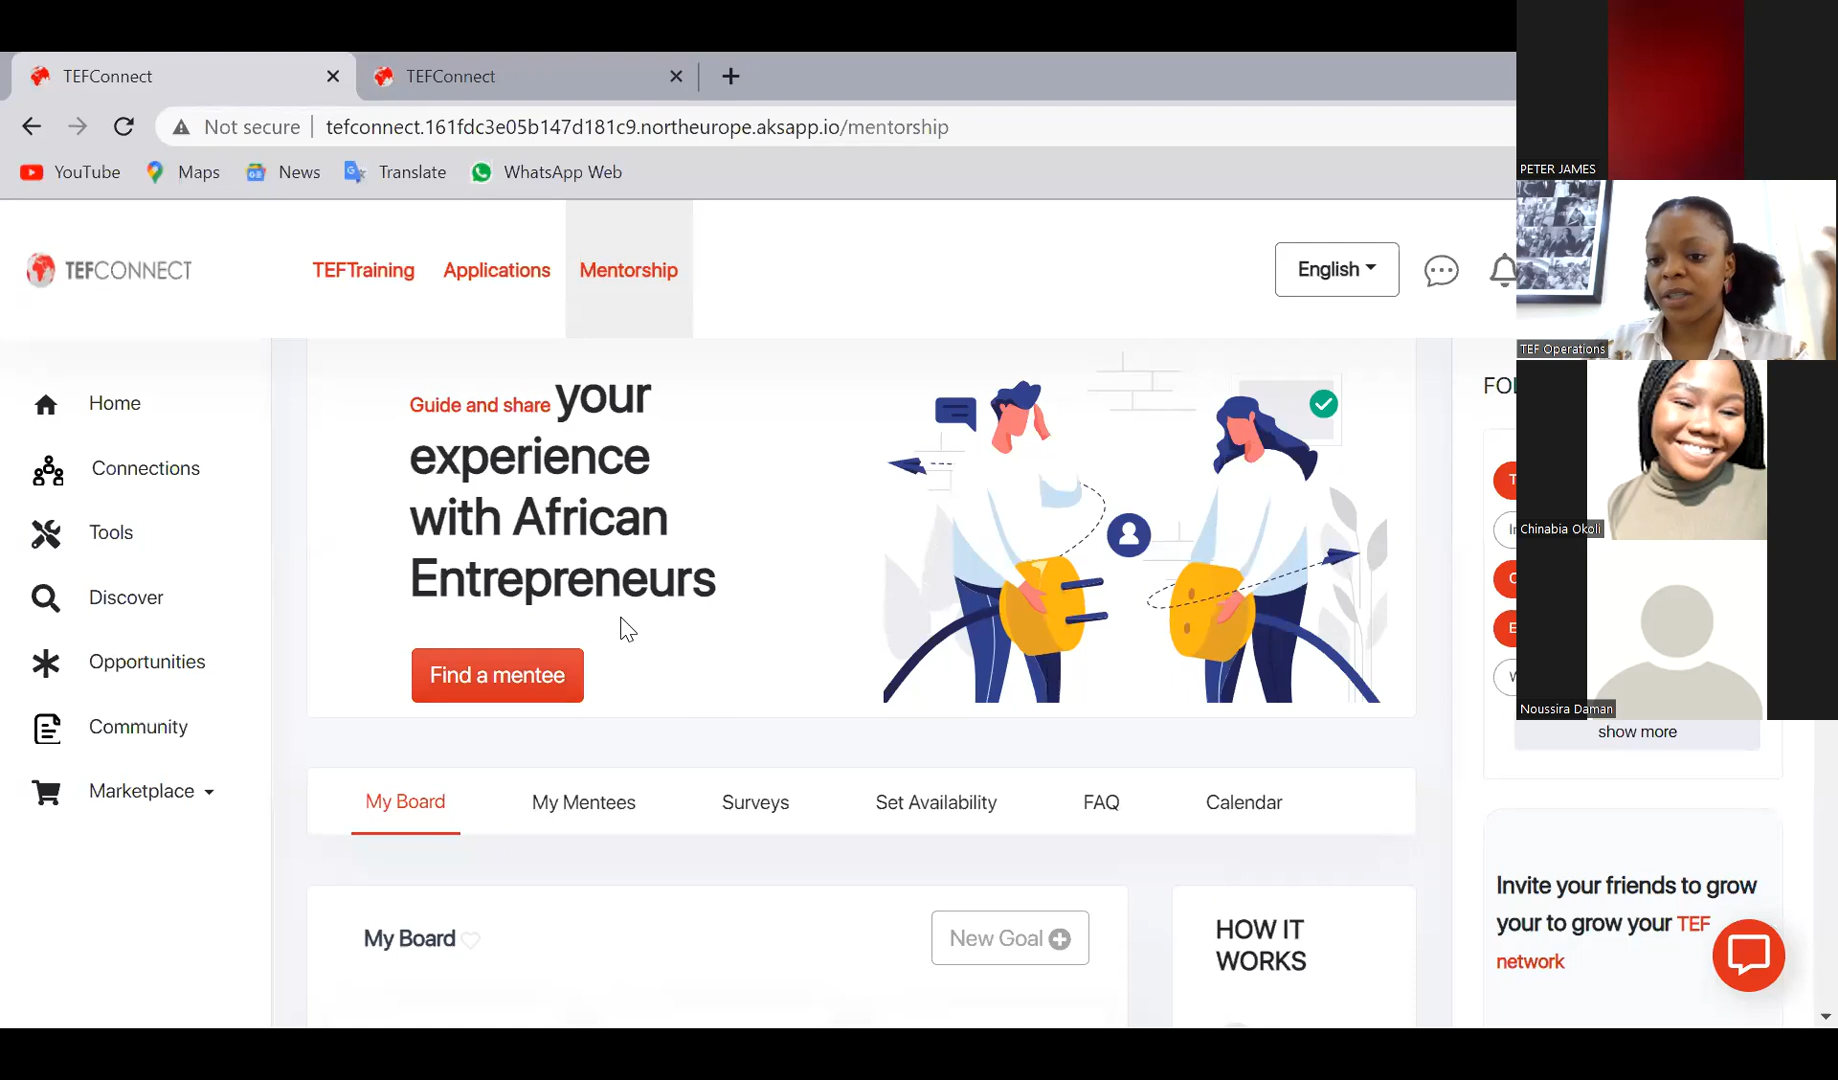 TEFConnect
TEFConnect
Not secure
tefconnect.161fdc3e05b147d181c9.northeurope.aksapp.io/mentorship
YouTube
Maps
News
Translate
WhatsApp Web
TEFCONNECT
TEFTraining
Applications
Mentorship
English
PETER JAMES
TEF Operations
Chinabia Okoli
Noussira Daman
Home
Connections
Tools
Discover
Opportunities
Community
Marketplace
Guide and share your
experience
with African
Entrepreneurs
Find a mentee
FO
T
C
E
W
show more
My Board
My Mentees
Surveys
Set Availability
FAQ
Calendar
My Board
New Goal
HOW IT
WORKS
Invite your friends to grow
your to grow your TEF
network